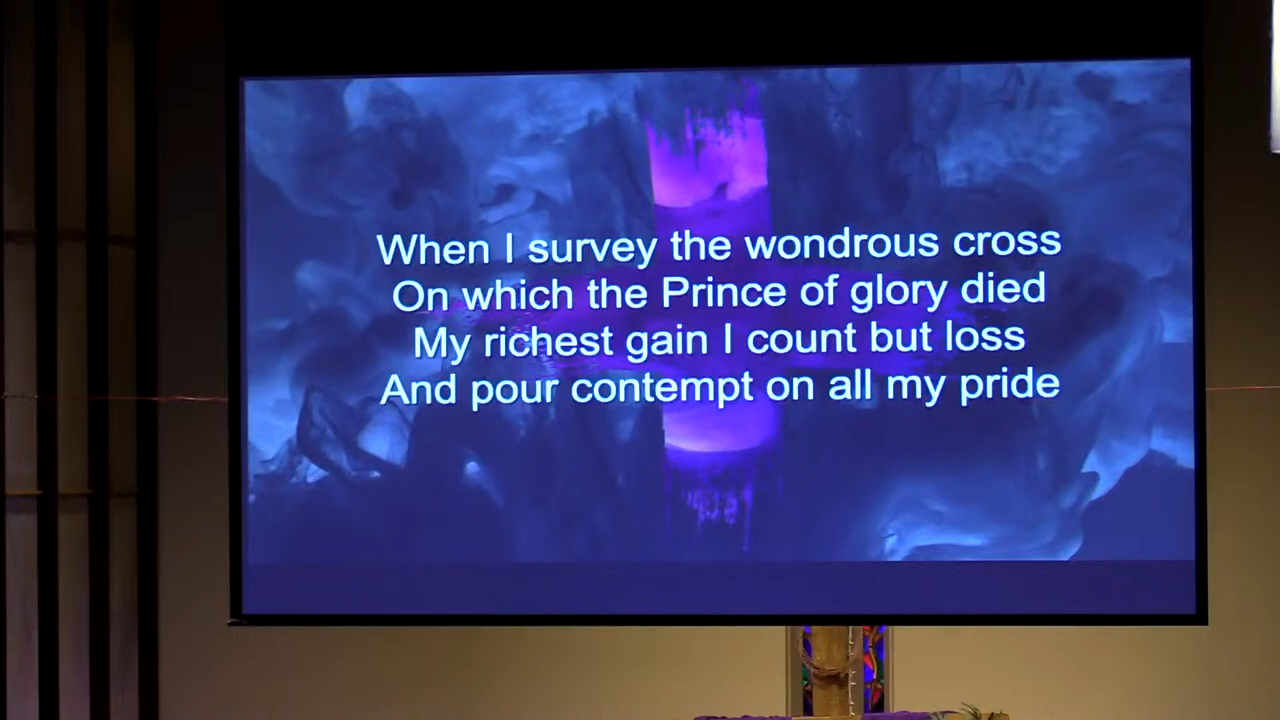 When I survey the wondrous cross
On which the Prince of glory died
My richest gain I count but loss
And pour contempt on all my pride